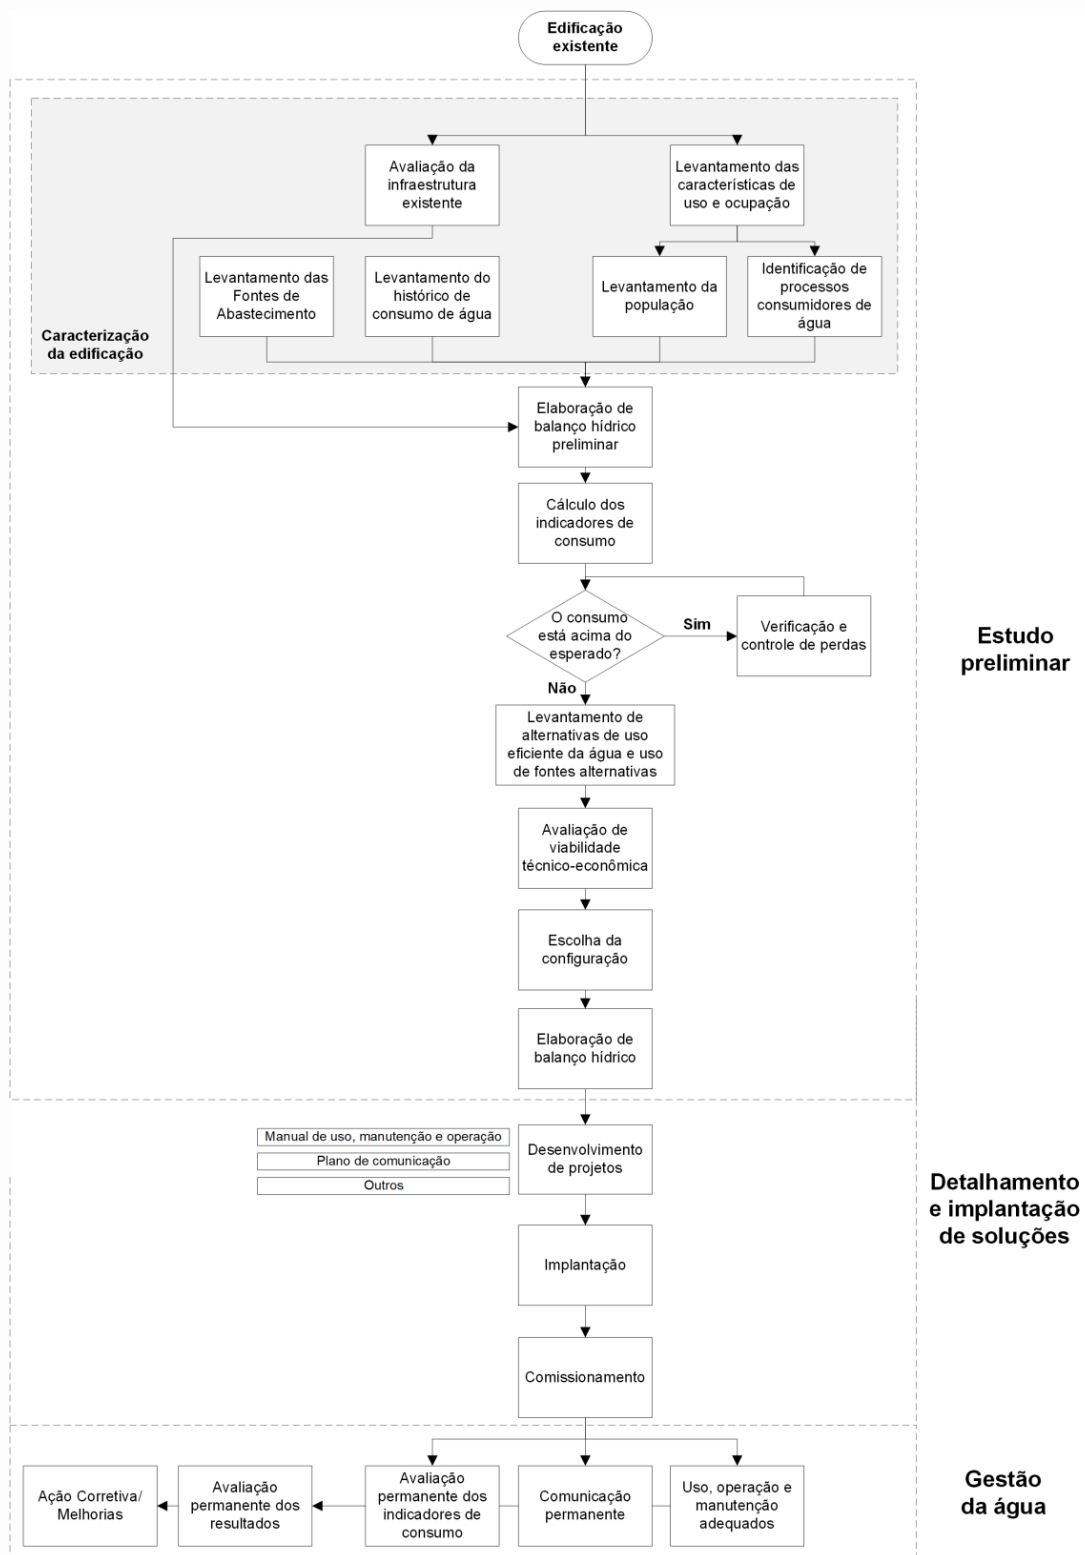 Edificação
existente
Avaliação da
infraestrutura
existente
Levantamento das
características de
uso e ocupação
Levantamento das
Fontes de
Abastecimento
Levantamento do
histórico de
consumo de água
Levantamento da
população
Identificação de
processos
consumidores de
água
Caracterização
da edificação
Elaboração de
balanço hídrico
preliminar
Cálculo dos
indicadores de
consumo
O consumo
está acima do
esperado?
Sim
Verificação e
controle de perdas
Estudo
preliminar
Não
Levantamento de
alternativas de uso
eficiente da água e uso
de fontes alternativas
Avaliação de
viabilidade
técnico-econômica
Escolha da
configuração
Elaboração de
balanço hídrico
Manual de uso, manutenção e operação
Plano de comunicação
Outros
Desenvolvimento
de projetos
Detalhamento
e implantação
de soluções
Implantação
Comissionamento
Ação Corretiva/
Melhorias
Avaliação
permanente dos
resultados
Avaliação
permanente dos
indicadores de
consumo
Comunicação
permanente
Uso, operação e
manutenção
adequados
Gestão
da água